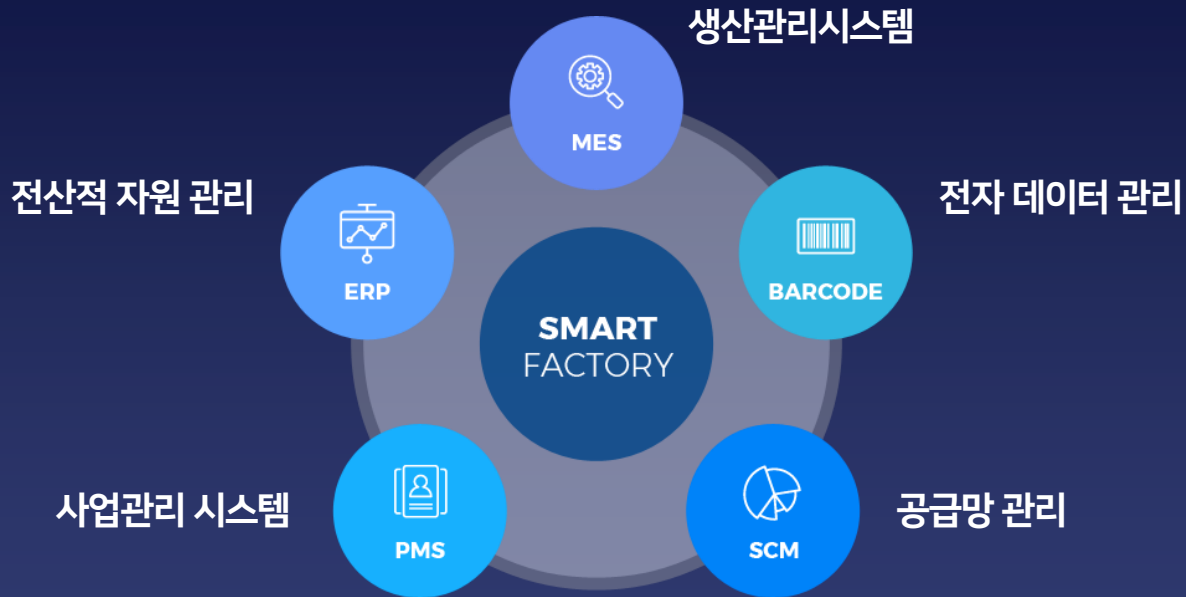 생산관리시스템
MES
전산적 자원 관리
ERP
전자 데이터 관리
BARCODE
SMART
FACTORY
사업관리 시스템
PMS
공급망 관리
SCM